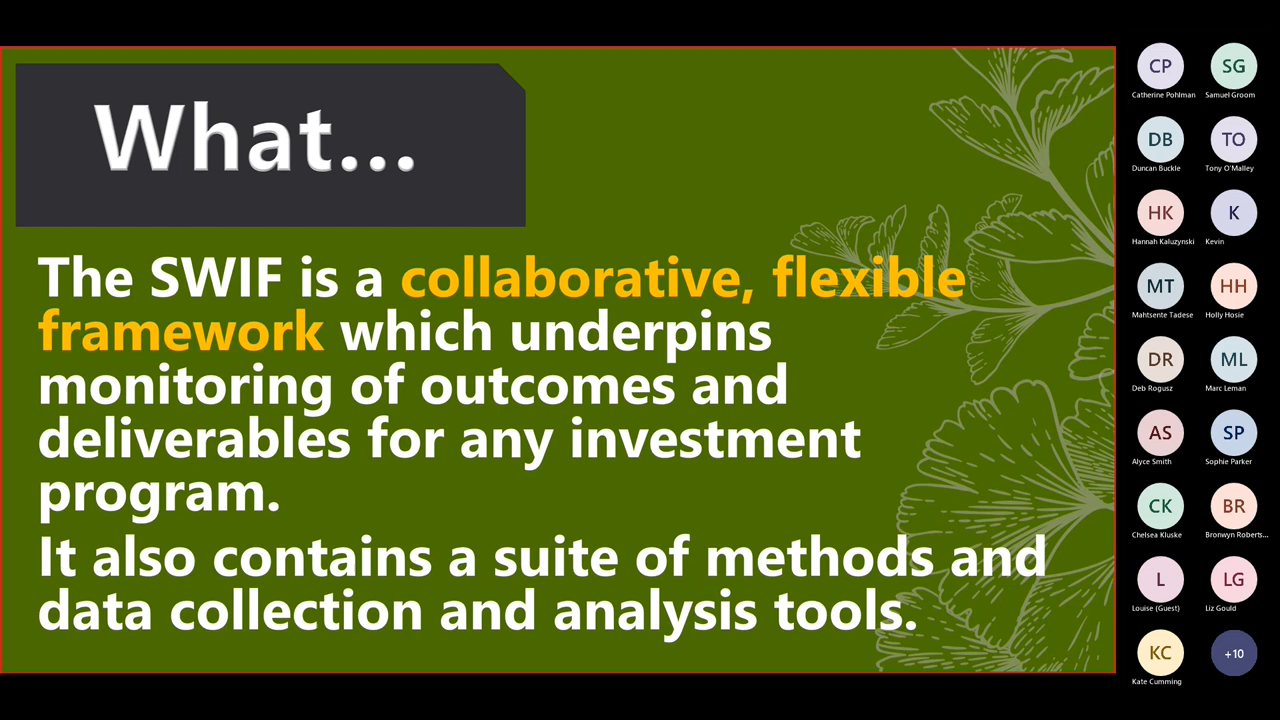 What...
The SWIF is a collaborative, flexible
framework which underpins
monitoring of outcomes and
deliverables for any investment
program.
It also contains a suite of methods and
data collection and analysis tools.
CP
Catherine Pohlman
SG
Samuel Groom
DB
Duncan Buckle
TO
Tony O'Malley
HK
Hannah Kaluzynski
K
Kevin
MT
Mahtsente Tadese
HH
Holly Hosie
DR
Deb Rogusz
ML
Marc Leman
AS
Alyce Smith
SP
Sophie Parker
CK
Chelsea Kluske
BR
Bronwyn Roberts...
L
Louise (Guest)
LG
Liz Gould
KC
Kate Cumming
+10